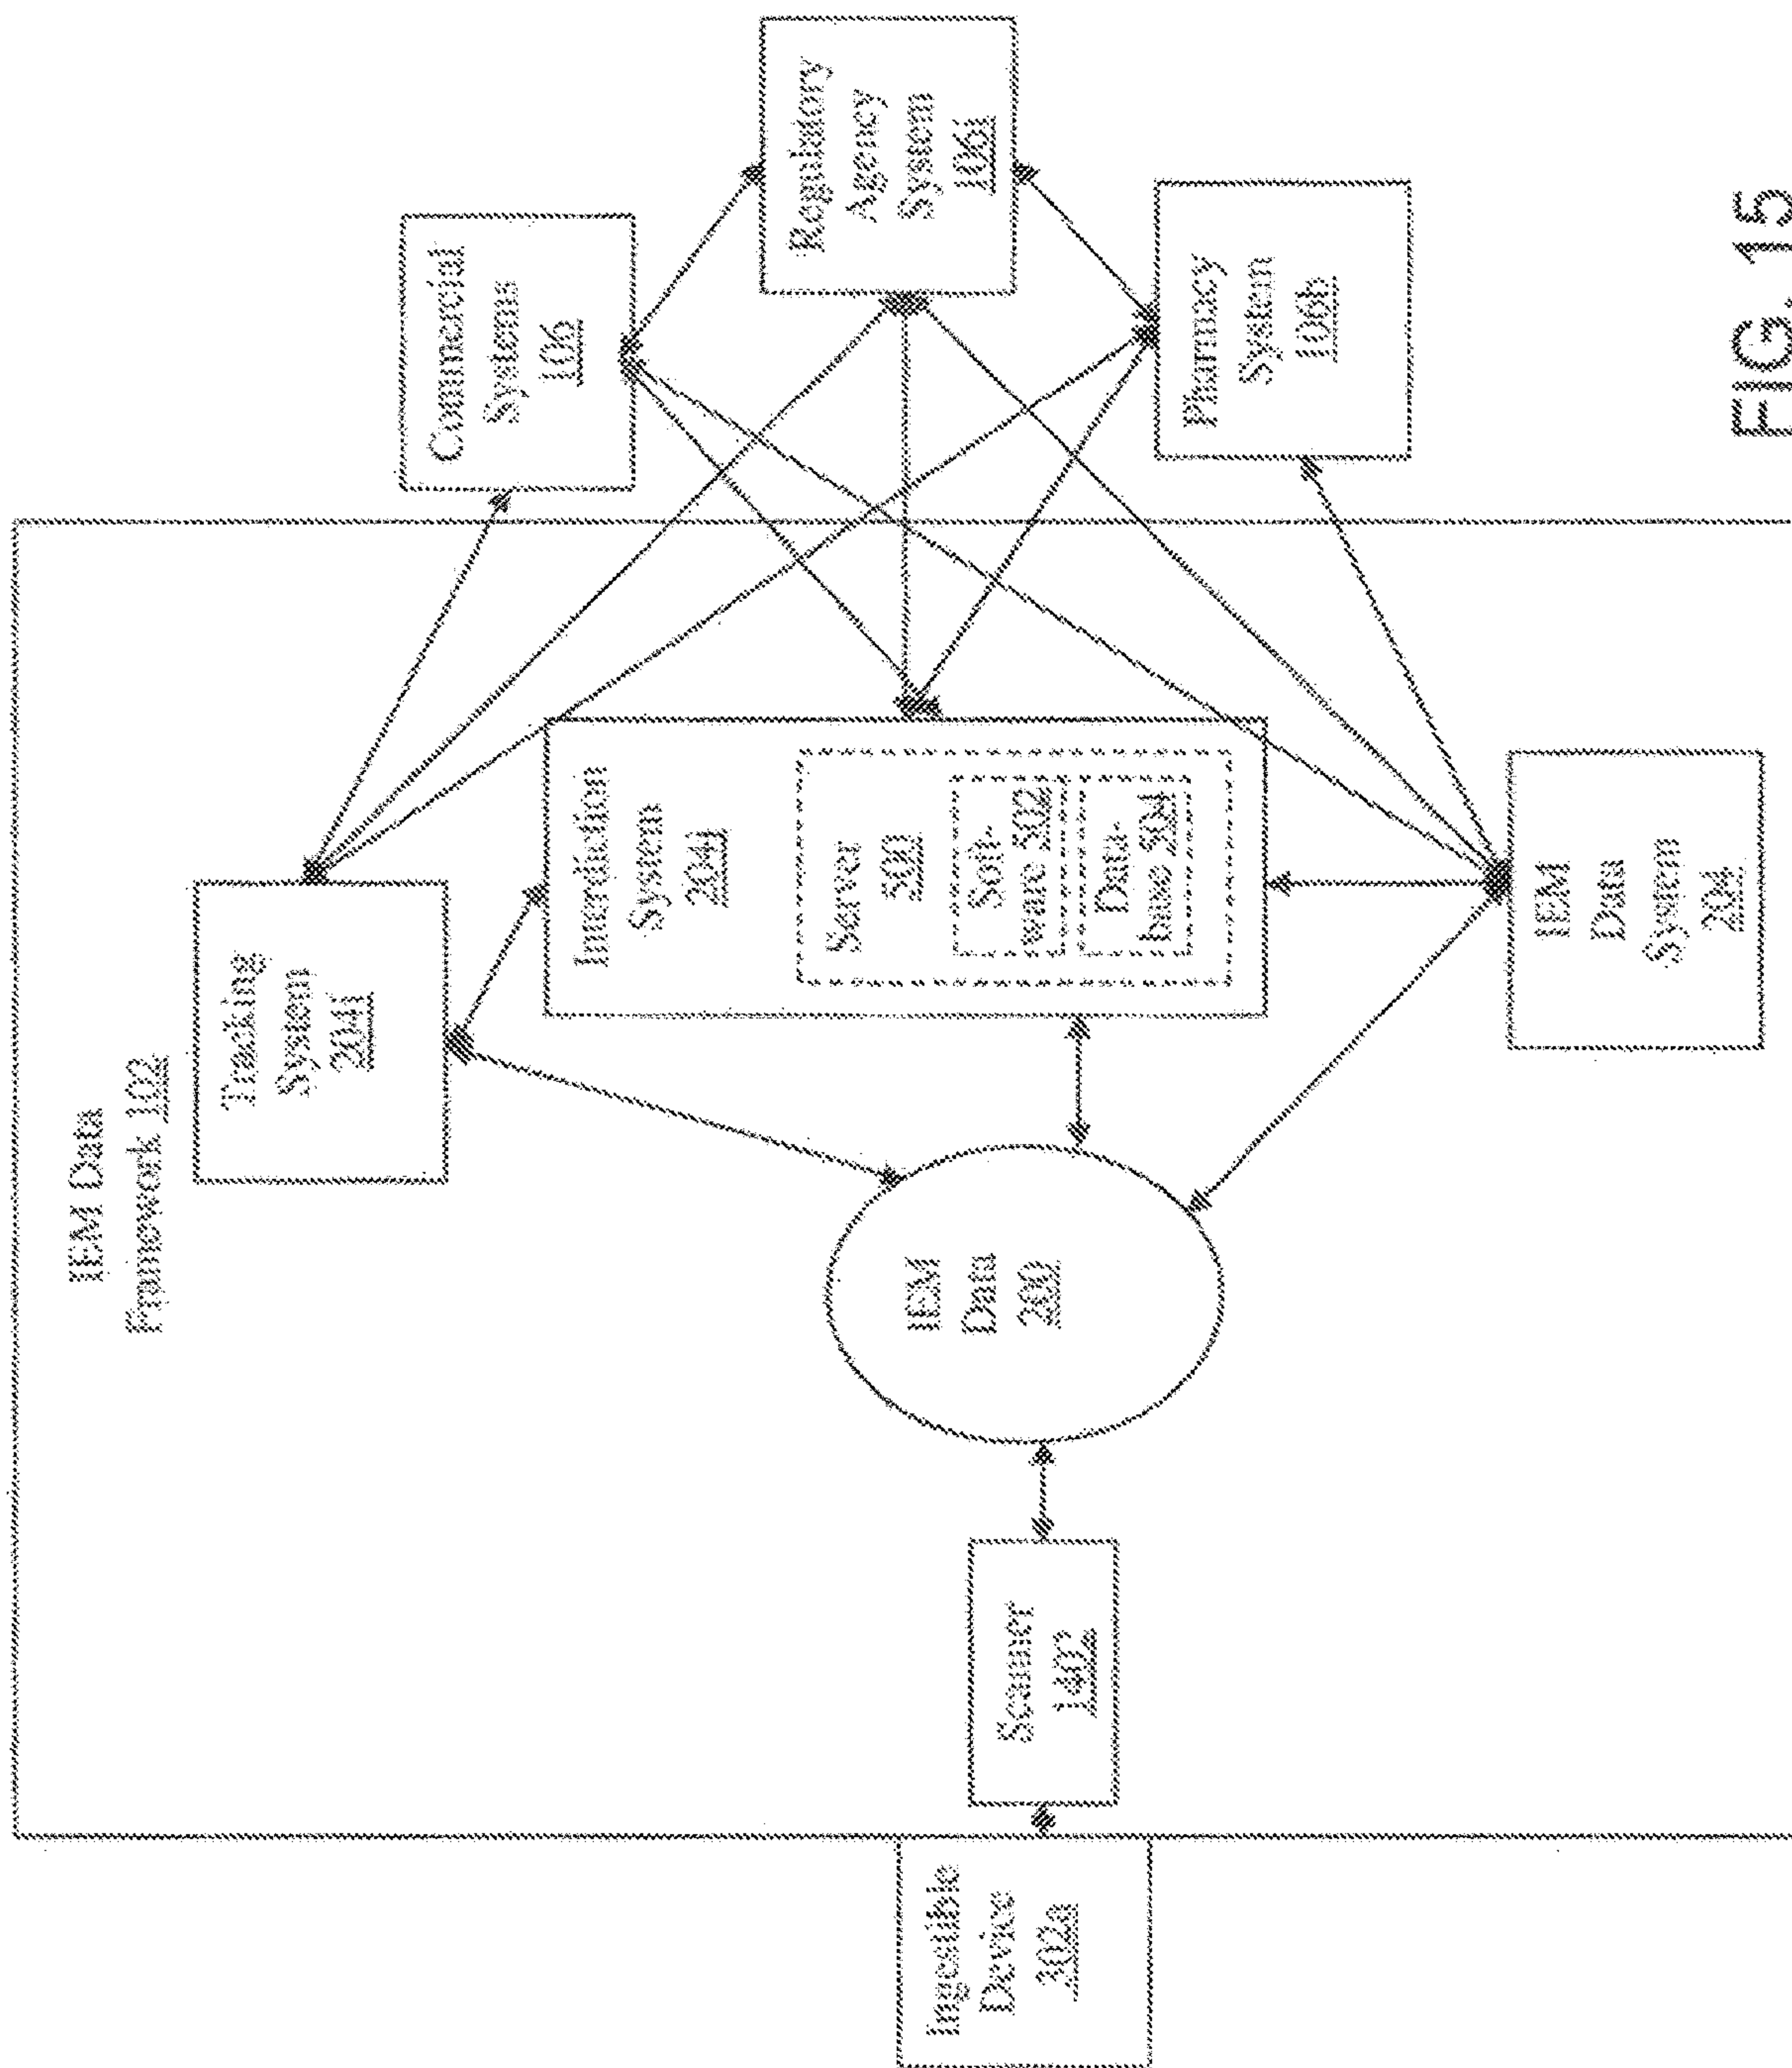 IEM Data
Framework 102
Ingestible
Device
302a
Scanner
1402
IEM
Data
200
Tracking
System
204j
Interdiction
System
204i
Server
500
Soft-
ware 502
Data-
base 504
IEM
Data
System
204
Commercial
Systems
106
Regulatory
Agency
System
106i
Pharmacy
System
106b
FIG. 15